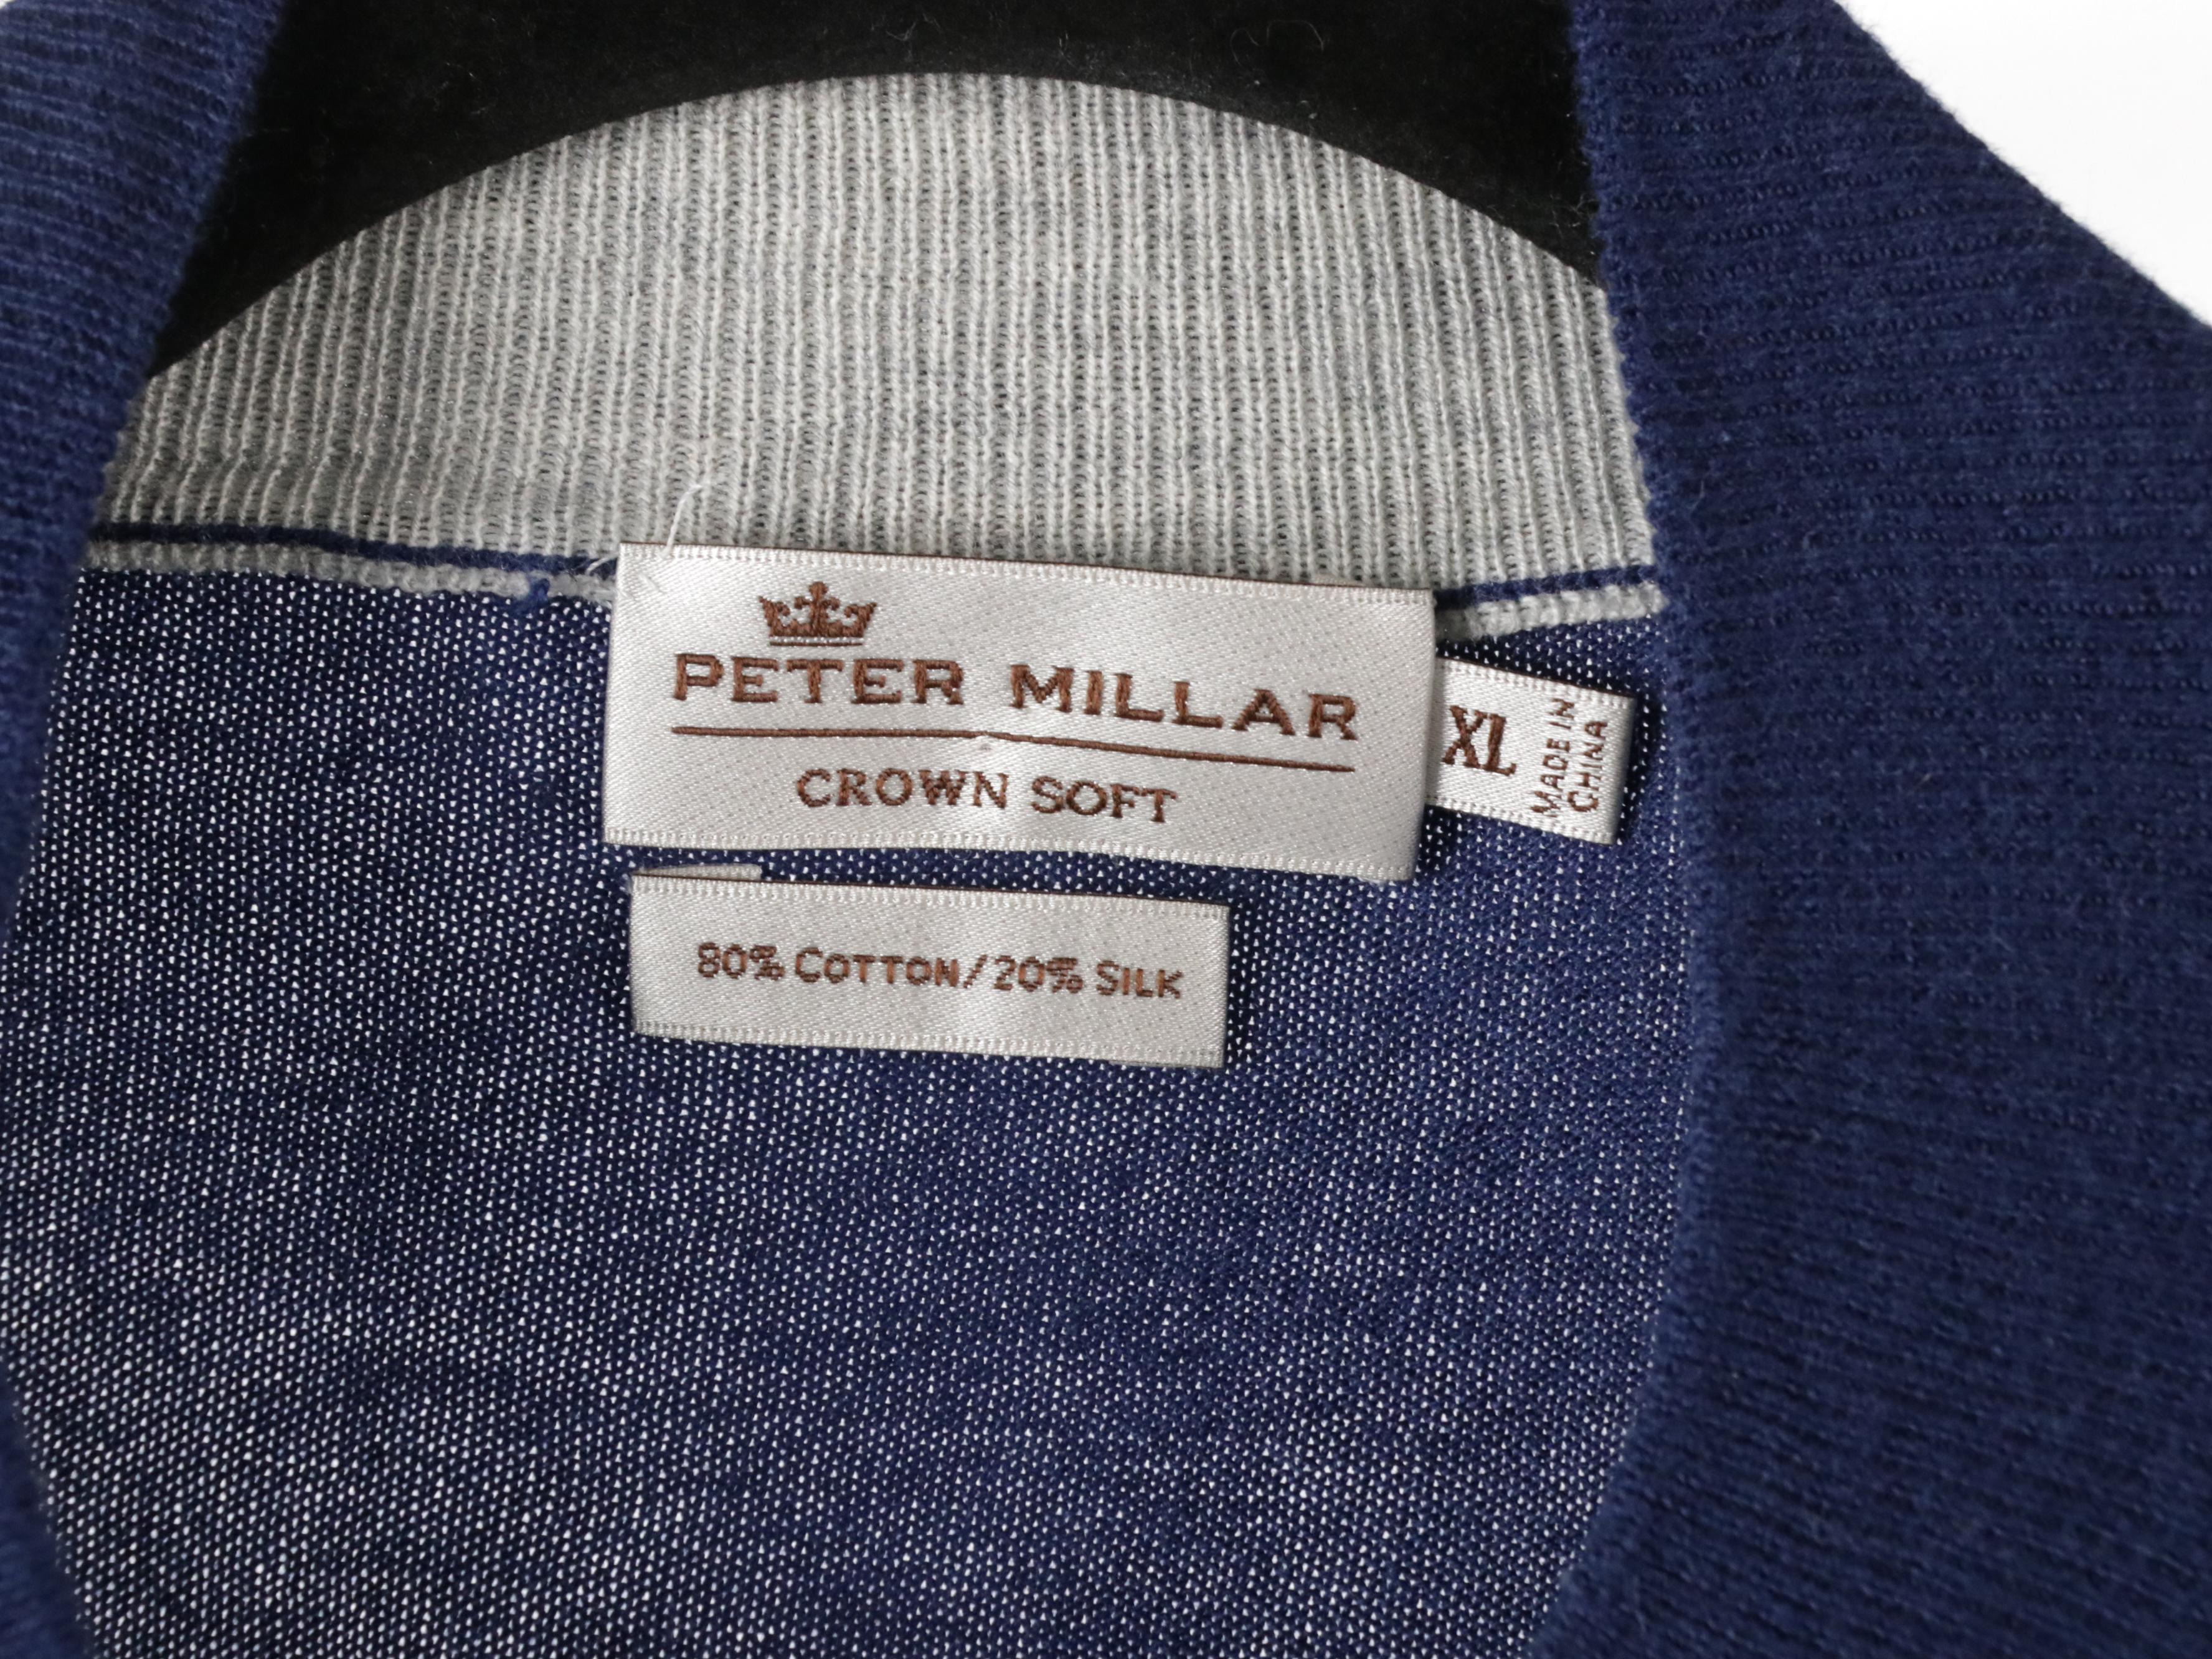 PETER MILLAR
CROWN SOFT
XL
MADE IN
CHINA
80% COTTON/20% SILK